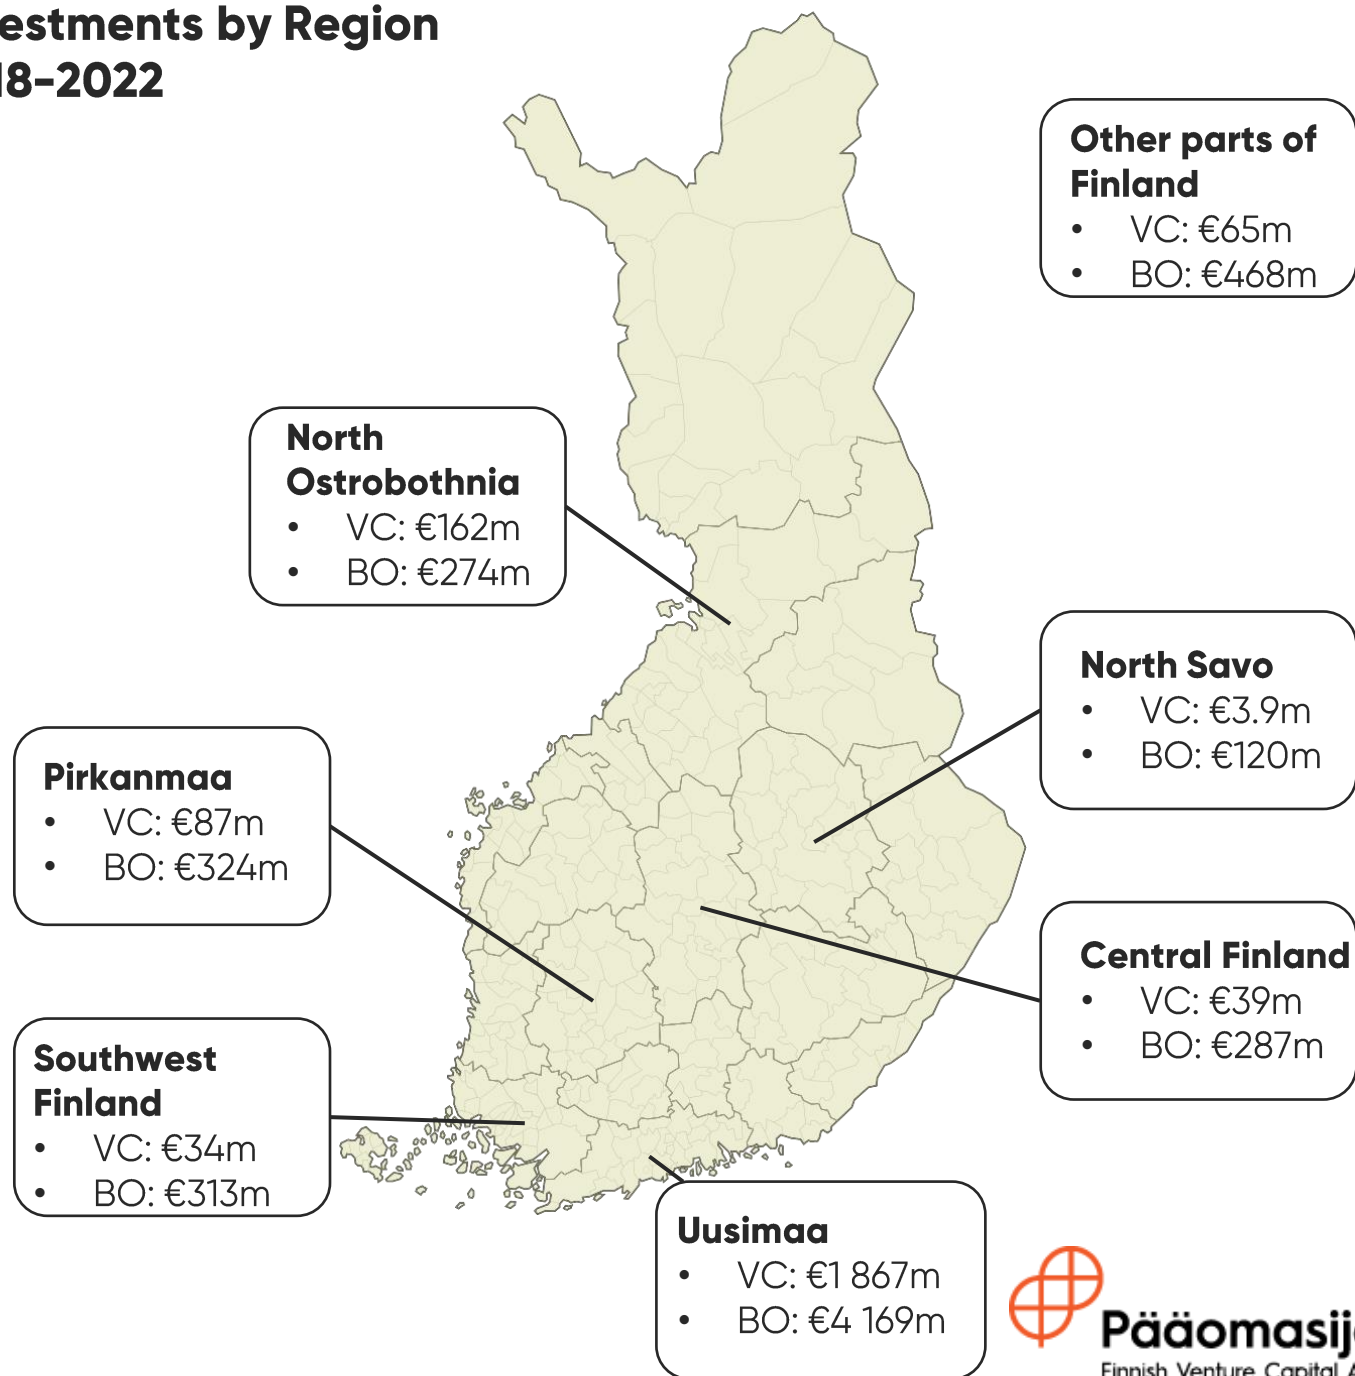 estments by Region
18-2022
Other parts of
Finland
• VC: €65m
• BO: €468m
North
Ostrobothnia
• VC: €162m
• BO: €274m
North Savo
• VC: €3.9m
• BO: €120m
Pirkanmaa
• VC: €87m
• BO: €324m
Central Finland
• VC: €39m
• BO: €287m
Southwest
Finland
• VC: €34m
• BO: €313m
Uusimaa
• VC: €1 867m
• BO: €4 169m
Pääomasij
Finnish Venture Capital A